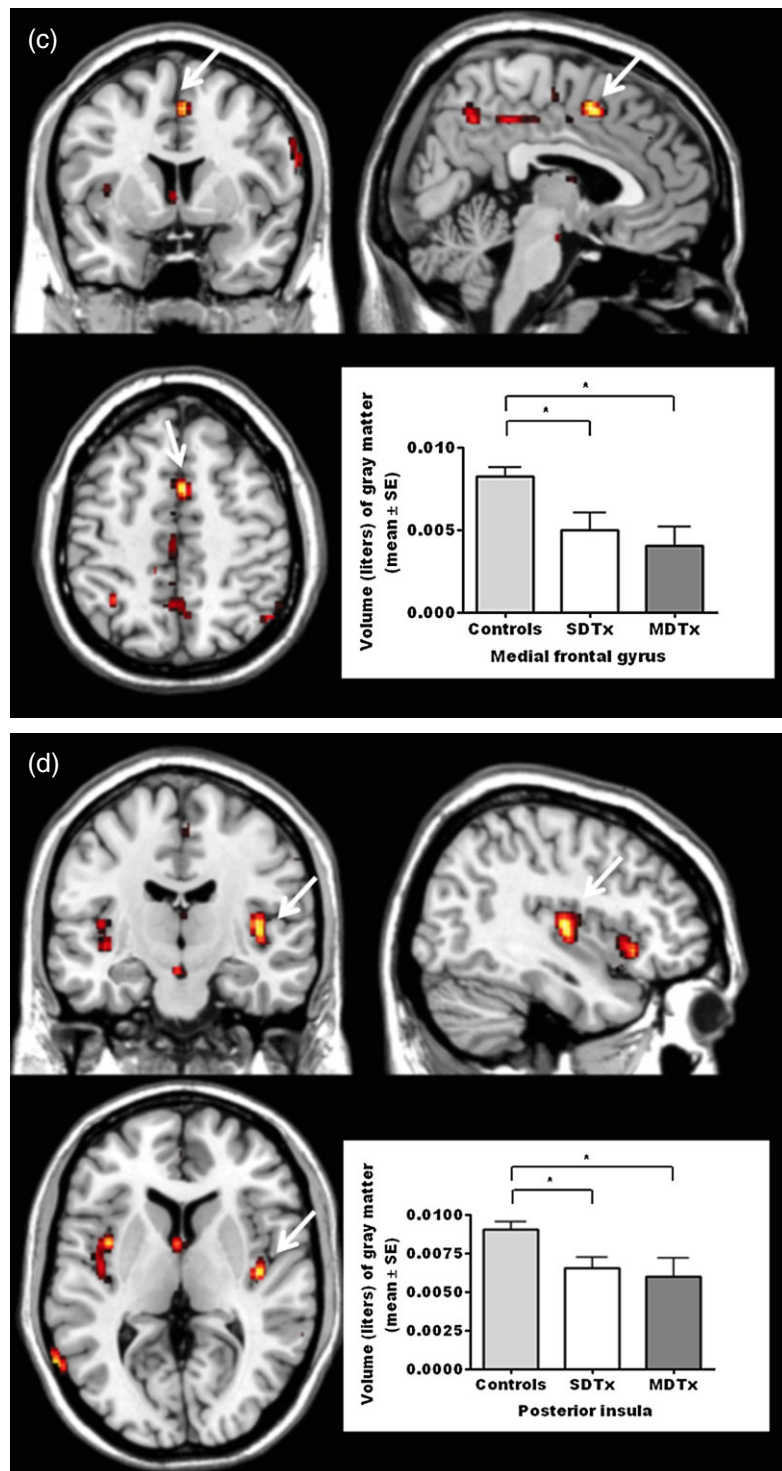 (c)
Volume (liters) of gray matter
(mean ± SE)
0.010
0.005
0.000
*
*
Controls SDTx MDTx
Medial frontal gyrus
(d)
Volume (liters) of gray matter
(mean ± SE)
0.0100
0.0075
0.0050
0.0025
0.0000
*
*
Controls SDTx MDTx
Posterior insula